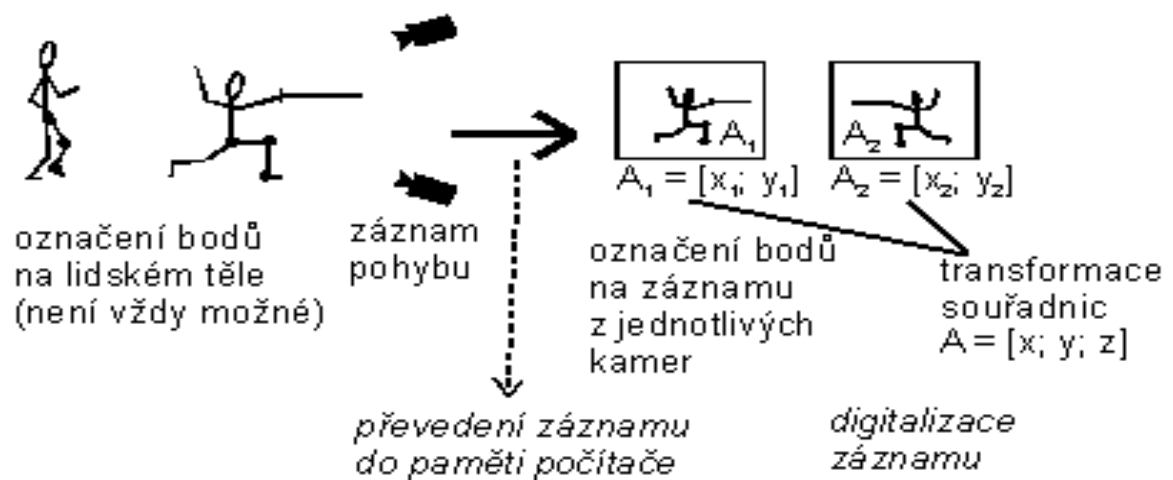 A₁
A₂
A₁ = [x₁; y₁]
A₂ = [x₂; y₂]
označení bodů
na lidském těle
(není vždy možné)
záznam
pohybu
označení bodů
na záznamu
z jednotlivých
kamer
transformace
souřadnic
A = [x; y; z]
převedení záznamu
do paměti počítače
digitalizace
záznamu